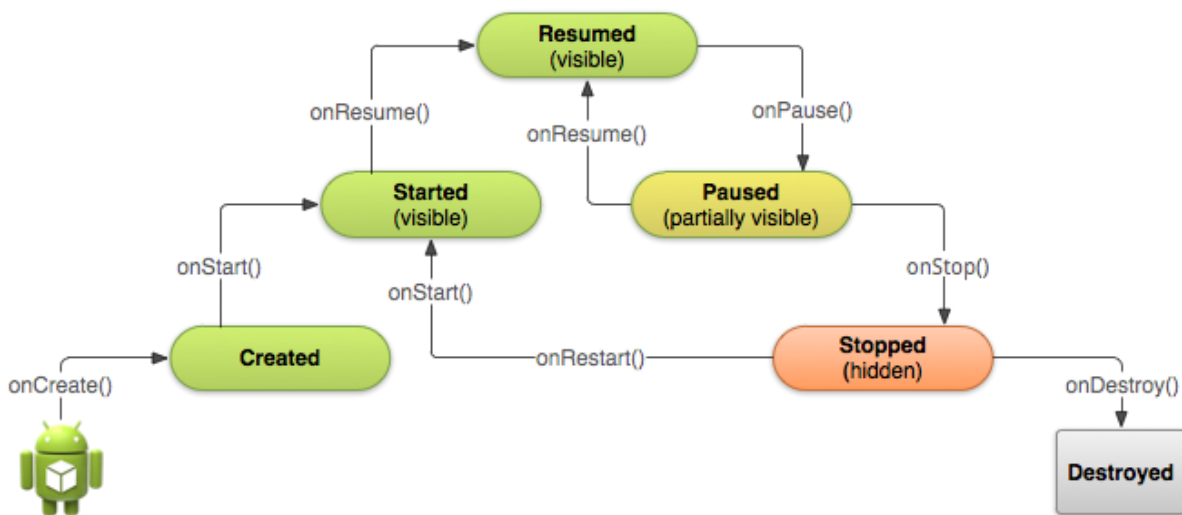 Resumed
(visible)
onResume()
onResume()
onPause()
Started
(visible)
Paused
(partially visible)
onStart()
onStart()
onStop()
Created
onRestart()
Stopped
(hidden)
onCreate()
onDestroy()
Destroyed